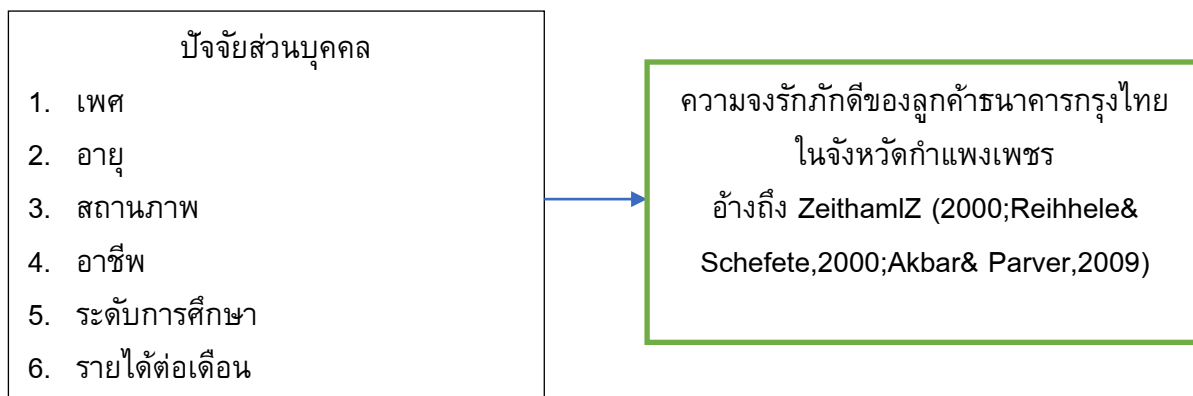 ปัจจัยส่วนบุคคล
1. เพศ
2. อายุ
3. สถานภาพ
4. อาชีพ
5. ระดับการศึกษา
6. รายได้ต่อเดือน
ความจงรักภักดีของลูกค้าธนาคารกรุงไทย
ในจังหวัดกำแพงเพชร
อ้างถึง ZeithamlZ (2000;Reihhele&
Schefete,2000;Akbar& Parver,2009)